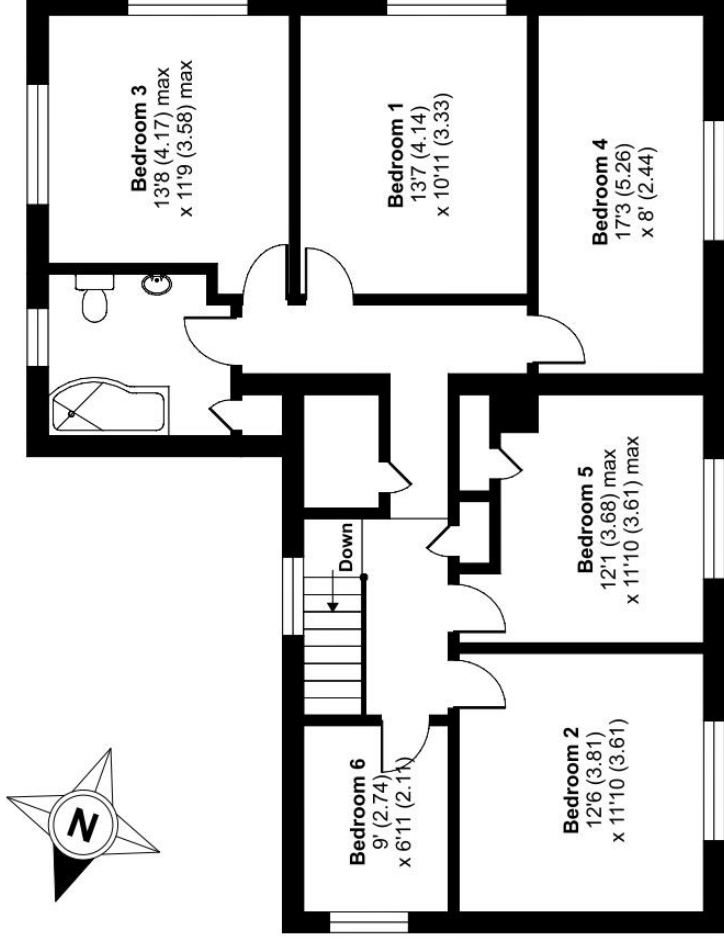 Bedroom 3
13'8 (4.17) max
x 11'9 (3.58) max
Bedroom 1
13'7 (4.14)
x 10'11 (3.33)
Bedroom 4
17'3 (5.26)
x 8' (2.44)
Bedroom 5
12'1 (3.68) max
x 11'10 (3.61) max
Down
Bedroom 2
12'6 (3.81)
x 11'10 (3.61)
Bedroom 6
9' (2.74)
x 6'11 (2.11)
N